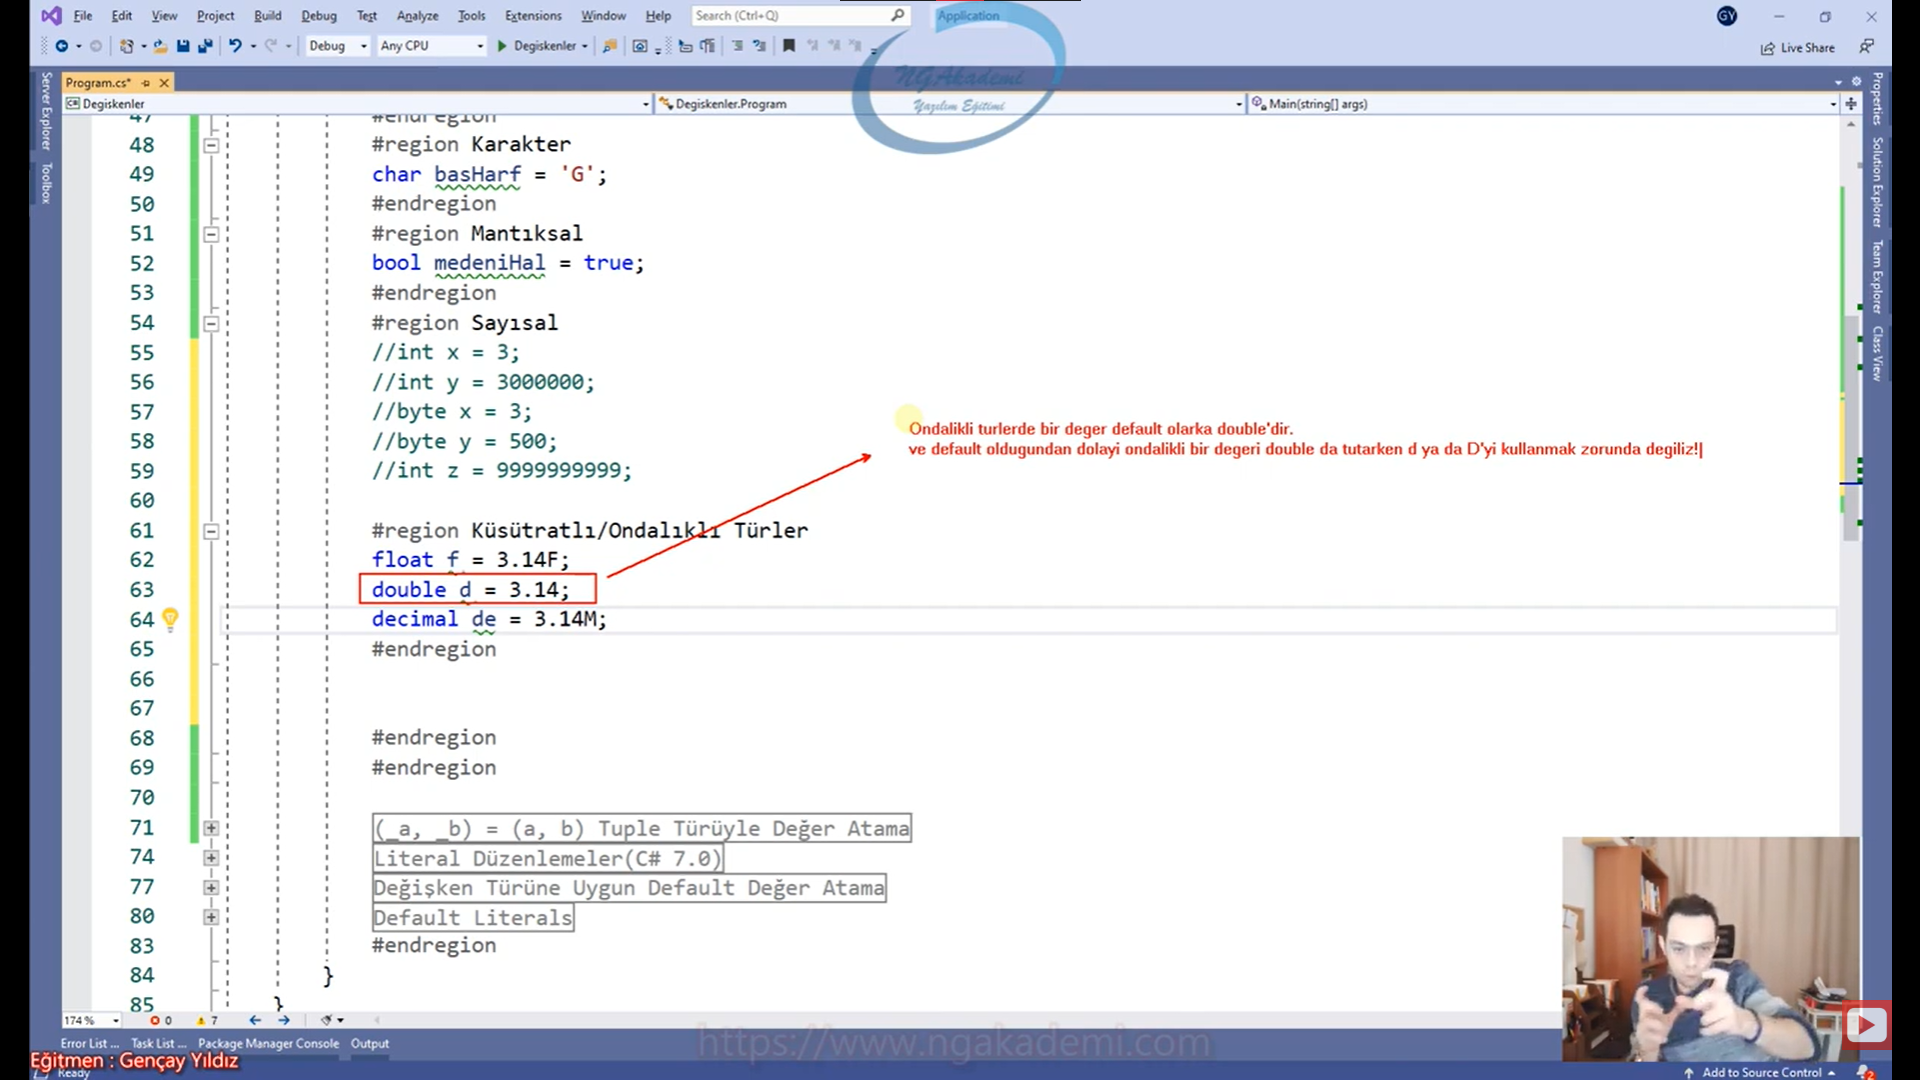 File Edit View Project Build Debug Test Analyze Tools Extensions Window Help Search (Ctrl+Q) Application GY
Debug Any CPU Degiskenler Live Share
NGAkademi
Yazılım Eğitimi
Program.cs*
Degiskenler Degiskenler.Program Main(string[] args)
Server Explorer
Toolbox
Properties
Solution Explorer
Team Explorer
Class View
47 #endregion
48 #region Karakter
49 char basHarf = 'G';
50 #endregion
51 #region Mantıksal
52 bool medeniHal = true;
53 #endregion
54 #region Sayısal
55 //int x = 3;
56 //int y = 3000000;
57 //byte x = 3;
58 //byte y = 500;
59 //int z = 9999999999;
60
61 #region Küsütratlı/Ondalıklı Türler
62 float f = 3.14F;
63 double d = 3.14;
64 decimal de = 3.14M;
65 #endregion
66
67
68 #endregion
69 #endregion
70
71 (_a, _b) = (a, b) Tuple Türüyle Değer Atama
74 Literal Düzenlemeler(C# 7.0)
77 Değişken Türüne Uygun Default Değer Atama
80 Default Literals
83 #endregion
84 }
85 }
Ondalikli turlerde bir deger default olarka double'dir.
ve default oldugundan dolayi ondalikli bir degeri double da tutarken d ya da D'yi kullanmak zorunda degiliz!
174 % 0 7
Error List ... Task List ... Package Manager Console Output
https://www.ngakademi.com
Eğitmen : Gençay Yıldız
Ready Add to Source Control 2